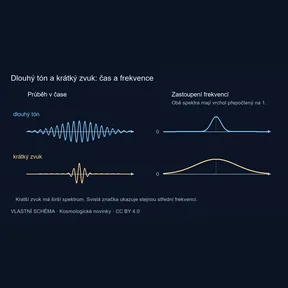 Dlouhý tón a krátký zvuk: čas a frekvence
Průběh v čase
Zastoupení frekvencí
Obě spektra mají vrchol přepočtený na 1.
dlouhý tón
0
krátký zvuk
0
Kratší zvuk má širší spektrum. Svislá značka ukazuje stejnou střední frekvenci.
VLASTNÍ SCHÉMA · Kosmologické novinky · CC BY 4.0